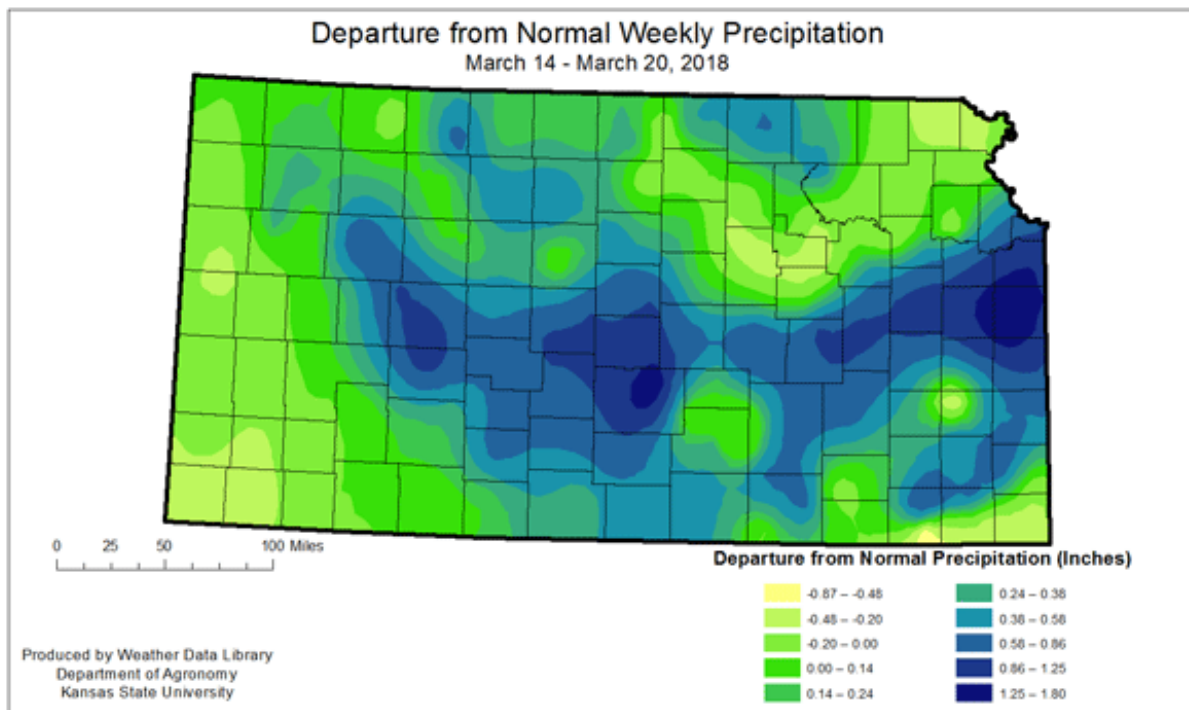 Departure from Normal Weekly Precipitation
March 14 - March 20, 2018
0 25 50 100 Miles
Departure from Normal Precipitation (Inches)
-0.87 – -0.48
-0.48 – -0.20
-0.20 – 0.00
0.00 – 0.14
0.14 – 0.24
0.24 – 0.38
0.38 – 0.58
0.58 – 0.86
0.86 – 1.25
1.25 – 1.80
Produced by Weather Data Library
Department of Agronomy
Kansas State University